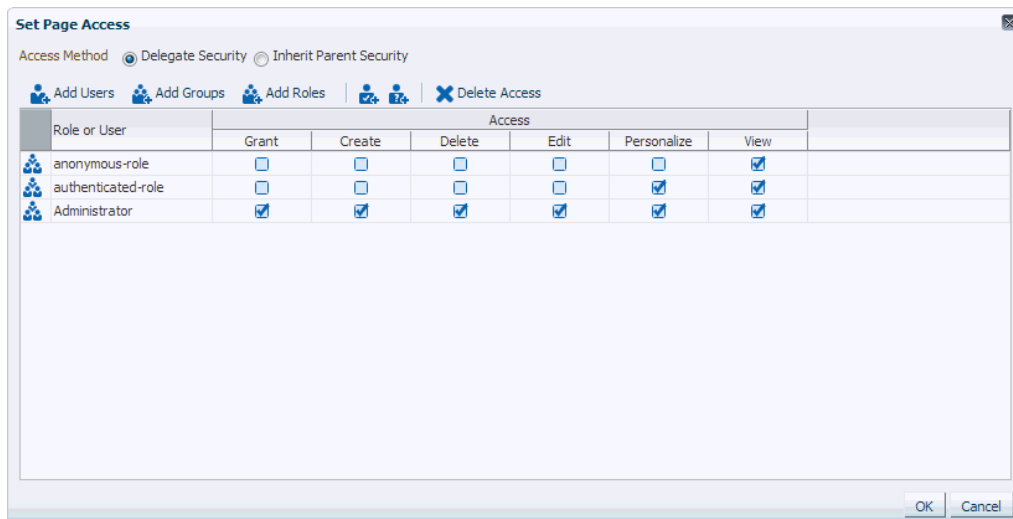 Set Page Access
Access Method Delegate Security Inherit Parent Security
Add Users Add Groups Add Roles Delete Access
Role or User Access
Grant Create Delete Edit Personalize View
anonymous-role
authenticated-role
Administrator
OK Cancel